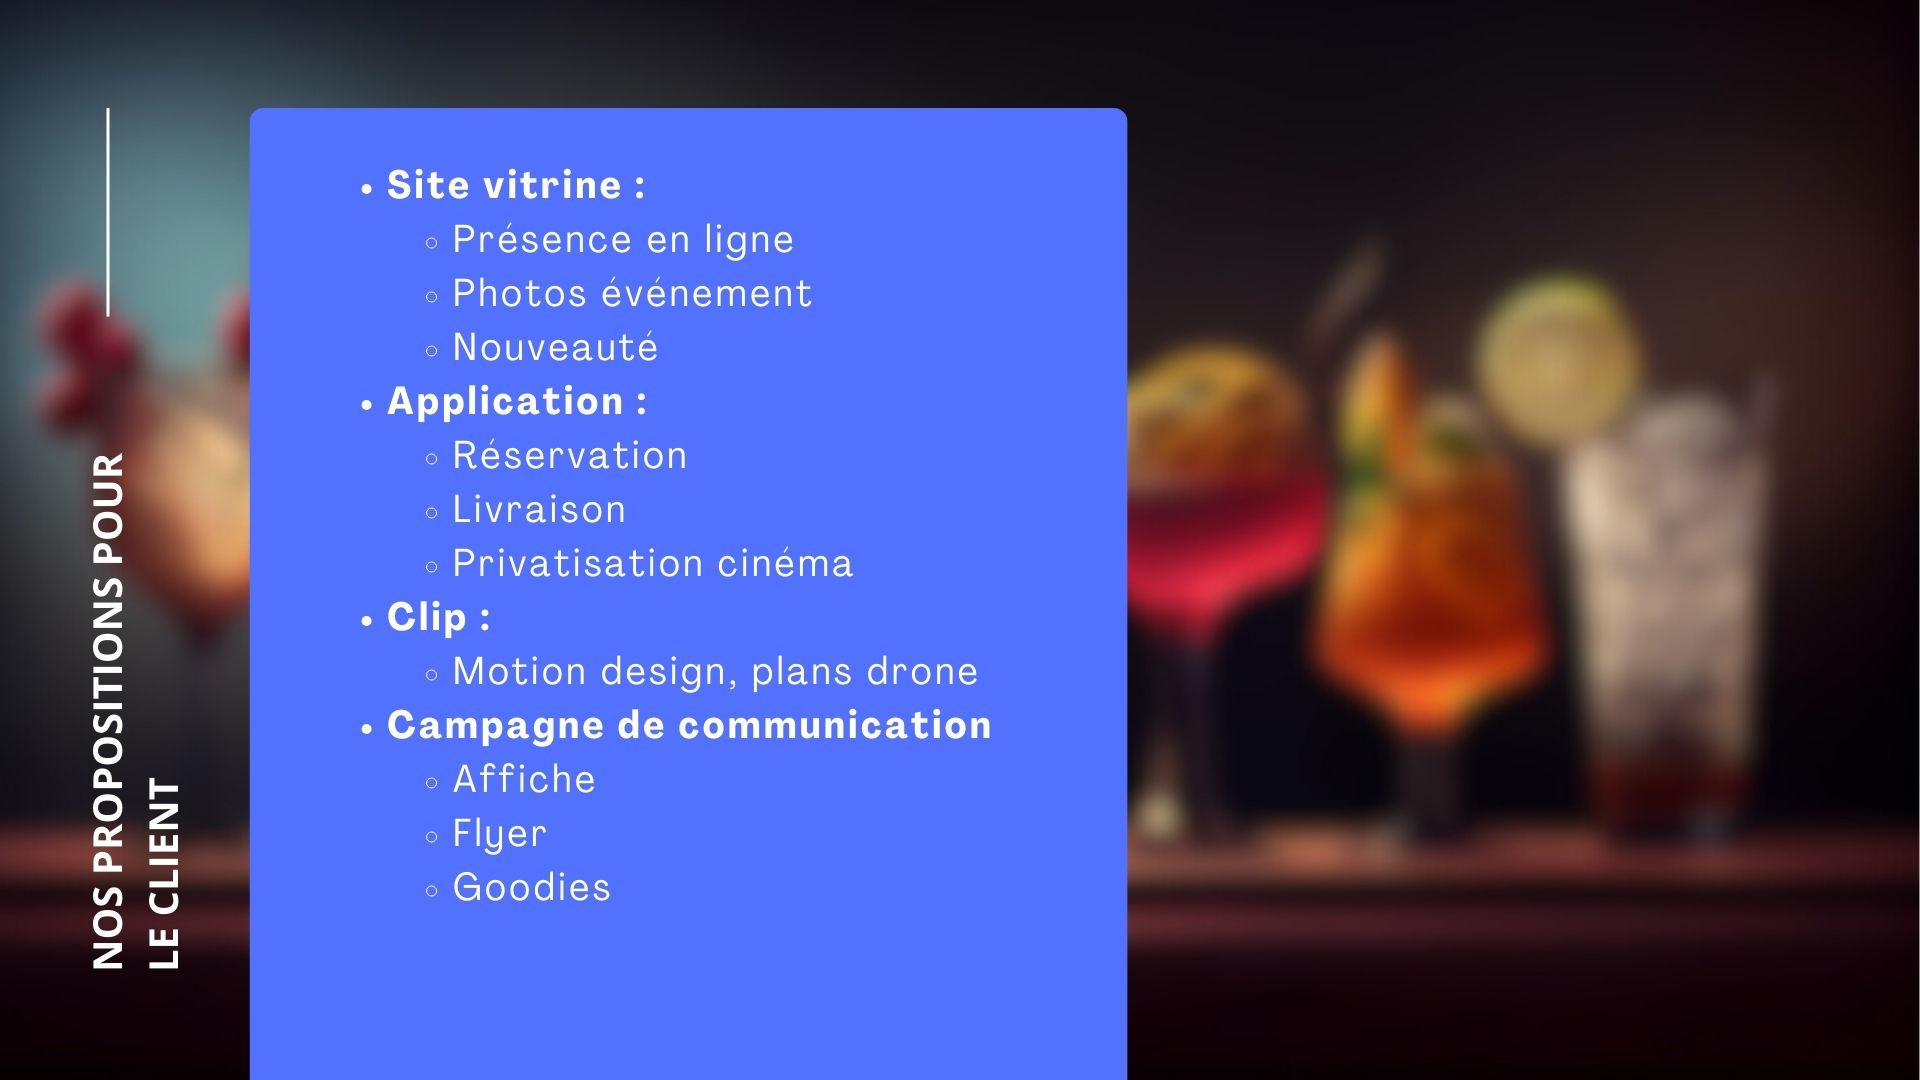 NOS PROPOSITIONS POUR
LE CLIENT
• Site vitrine :
◦ Présence en ligne
◦ Photos événement
◦ Nouveauté
• Application :
◦ Réservation
◦ Livraison
◦ Privatisation cinéma
• Clip :
◦ Motion design, plans drone
• Campagne de communication
◦ Affiche
◦ Flyer
◦ Goodies